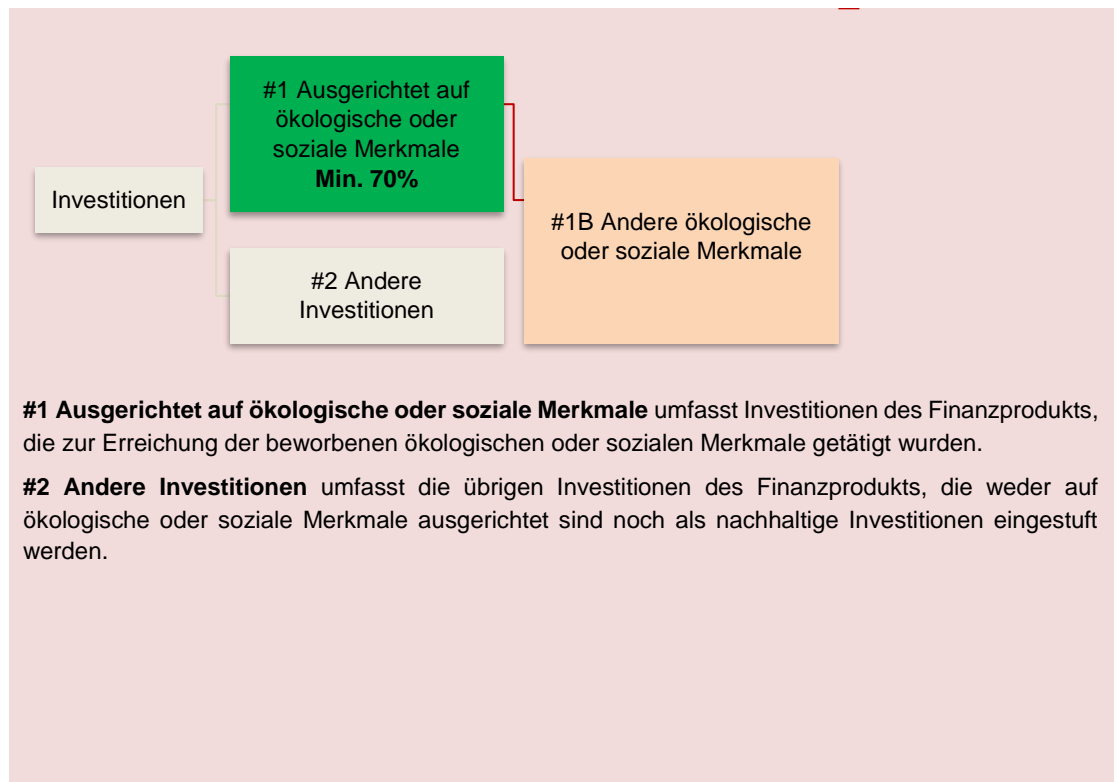 #1 Ausgerichtet auf
ökologische oder
soziale Merkmale
Min. 70%
Investitionen
#1B Andere ökologische
oder soziale Merkmale
#2 Andere
Investitionen
#1 Ausgerichtet auf ökologische oder soziale Merkmale umfasst Investitionen des Finanzprodukts,
die zur Erreichung der beworbenen ökologischen oder sozialen Merkmale getätigt wurden.
#2 Andere Investitionen umfasst die übrigen Investitionen des Finanzprodukts, die weder auf
ökologische oder soziale Merkmale ausgerichtet sind noch als nachhaltige Investitionen eingestuft
werden.